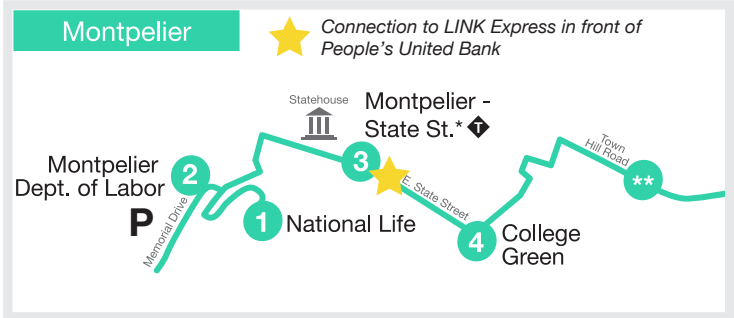 Montpelier
Connection to LINK Express in front of
People's United Bank
Statehouse
Montpelier -
State St.* T
3
Montpelier
Dept. of Labor
2
P
Memorial Drive
1
National Life
E. State Street
4
College
Green
Town
Hill Road
**